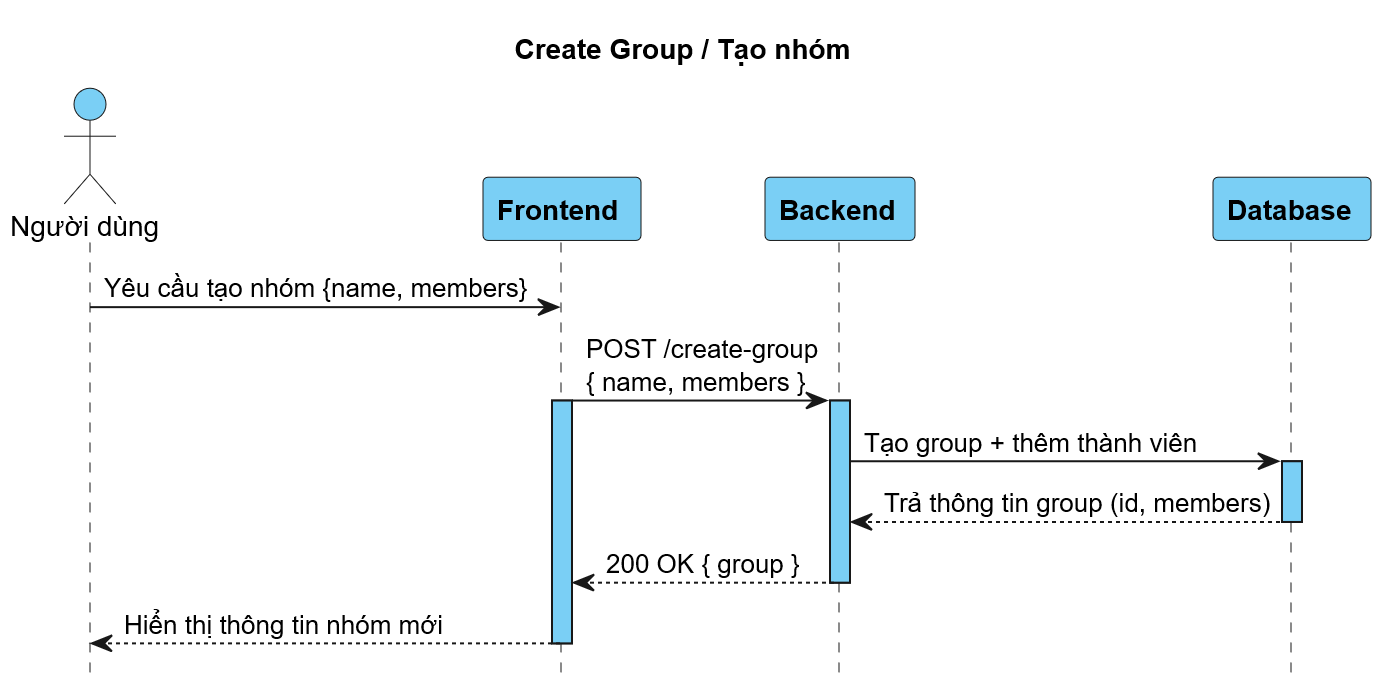 Create Group / Tạo nhóm
Người dùng
Frontend
Backend
Database
Yêu cầu tạo nhóm {name, members}
POST /create-group
{ name, members }
Tạo group + thêm thành viên
Trả thông tin group (id, members)
200 OK { group }
Hiển thị thông tin nhóm mới